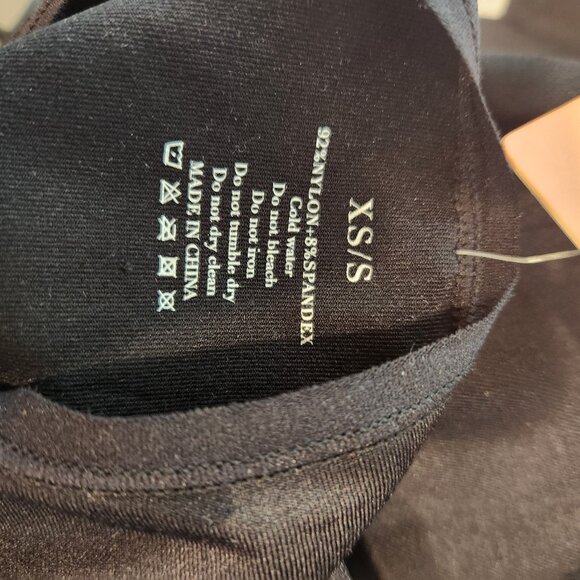 XS/S
92%NYLON+8%SPANDEX
Cold water
Do not bleach
Do not iron
Do not tumble dry
Do not dry clean
MADE IN CHINA